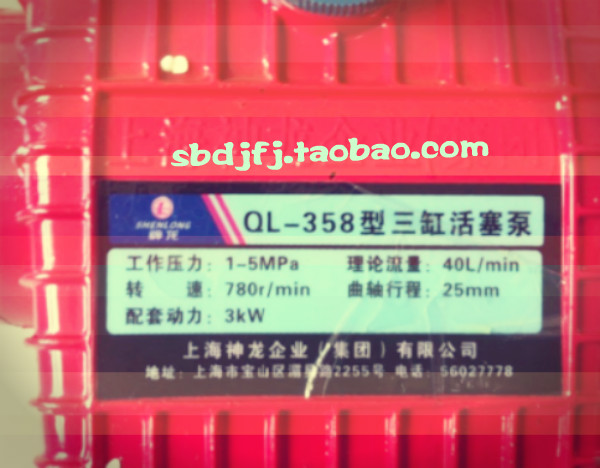 sbdjfj.taobao.com
SHENLONG
神龙
QL-358型三缸活塞泵
工作压力：1-5MPa 理论流量：40L/min
转 速：780r/min 曲轴行程：25mm
配套动力：3kW
上海神龙企业（集团）有限公司
地址：上海市宝山区 路2255号 电话：56027778